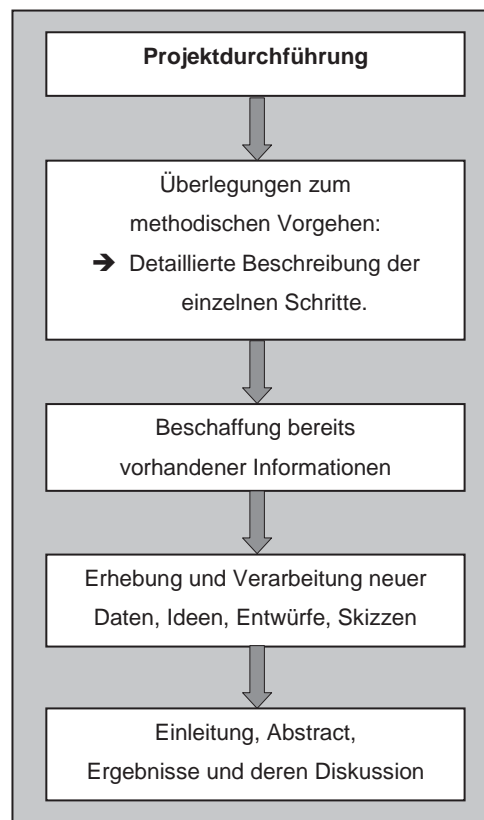 Projektdurchführung
Überlegungen zum
methodischen Vorgehen:
➔ Detaillierte Beschreibung der
einzelnen Schritte.
Beschaffung bereits
vorhandener Informationen
Erhebung und Verarbeitung neuer
Daten, Ideen, Entwürfe, Skizzen
Einleitung, Abstract,
Ergebnisse und deren Diskussion